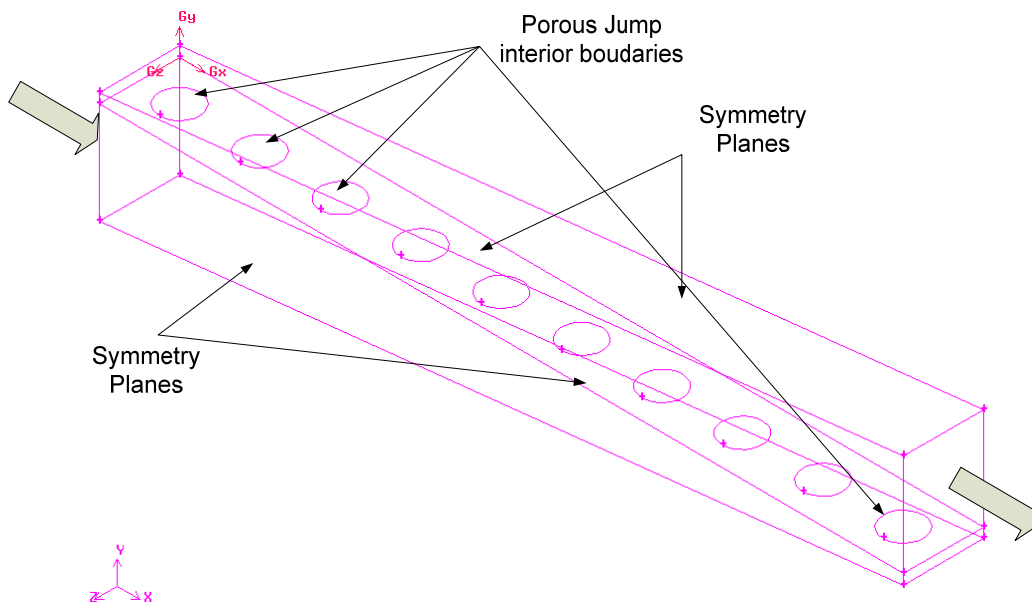 Porous Jump
interior boudaries
Gy
Gz
Gx
Symmetry
Planes
Symmetry
Planes
Y
Z
X